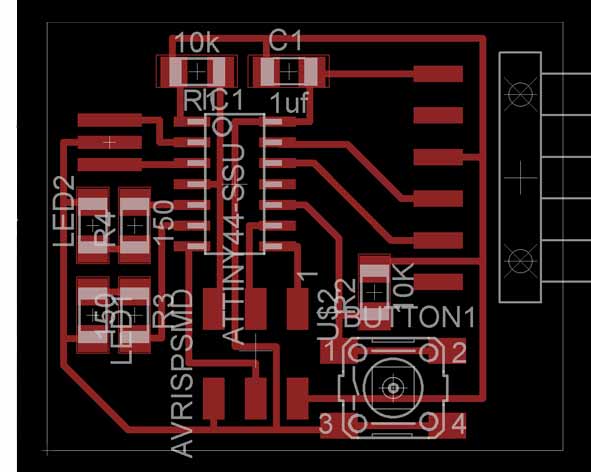 10k
C1
R1
IC1
1uf
LED2
R4
150
ATTINY44-SSU
1
150
LED1
R3
AVRISPSMD
US2
R2
10K
BUTTON1
1
2
3
4